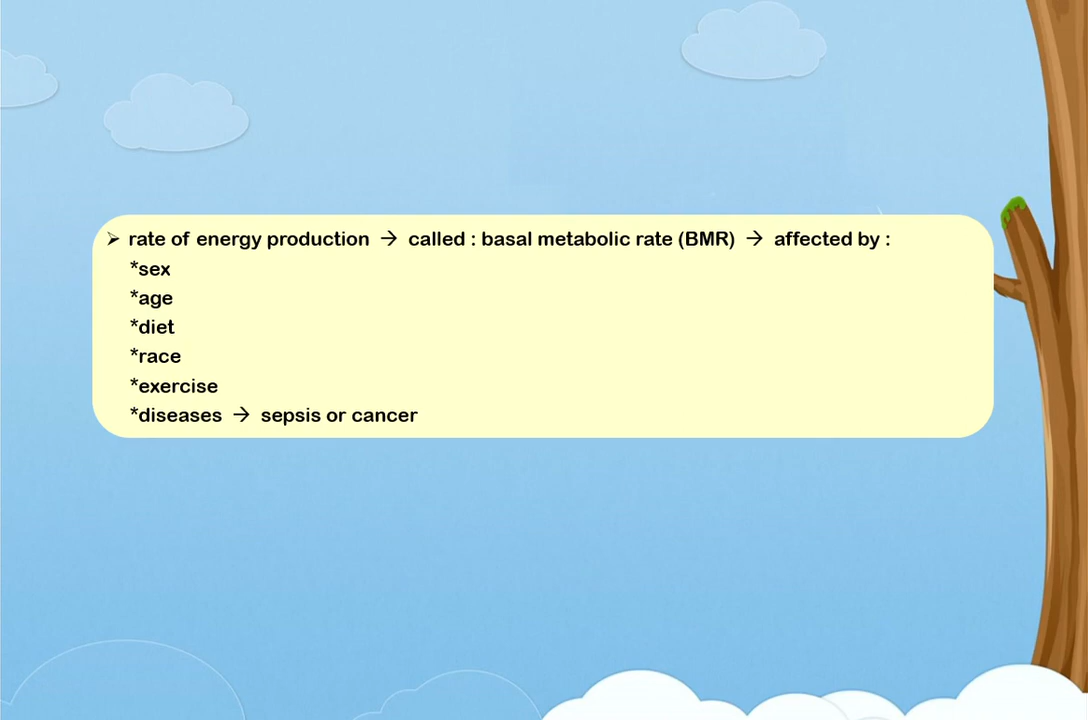 ➢ rate of energy production → called : basal metabolic rate (BMR) → affected by :
*sex
*age
*diet
*race
*exercise
*diseases → sepsis or cancer